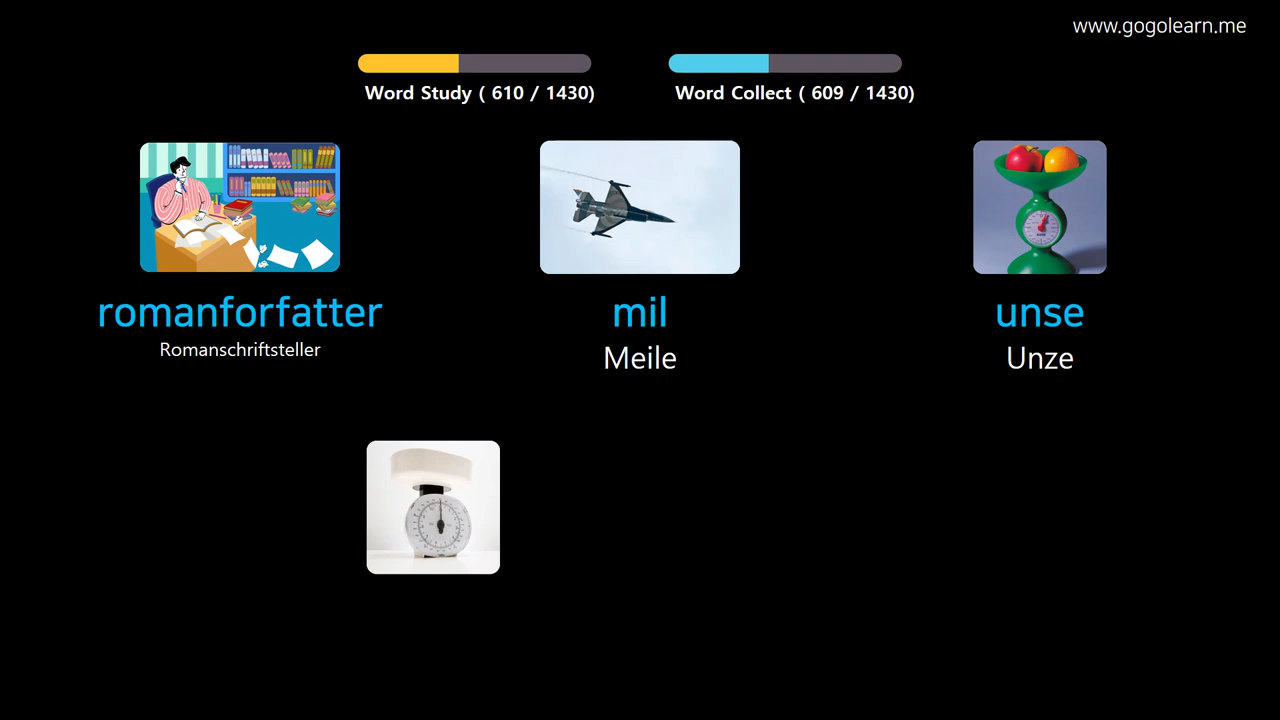 www.gogolearn.me
Word Study ( 610 / 1430)
Word Collect ( 609 / 1430)
romanforfatter
Romanschriftsteller
mil
Meile
unse
Unze